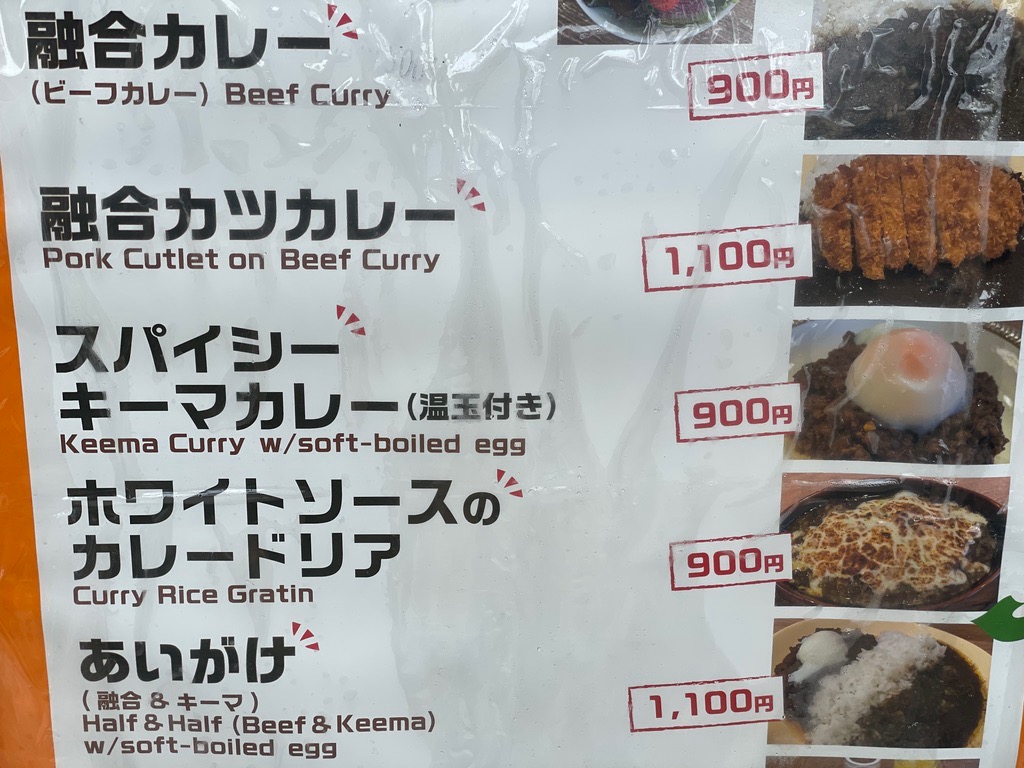 融合カレー
（ビーフカレー）Beef Curry
900円
融合カツカレー
Pork Cutlet on Beef Curry
1,100円
スパイシー
キーマカレー（温玉付き）
Keema Curry w/soft-boiled egg
900円
ホワイトソースの
カレードリア
Curry Rice Gratin
900円
あいがけ
（融合＆キーマ）
Half & Half (Beef & Keema)
w/soft-boiled egg
1,100円